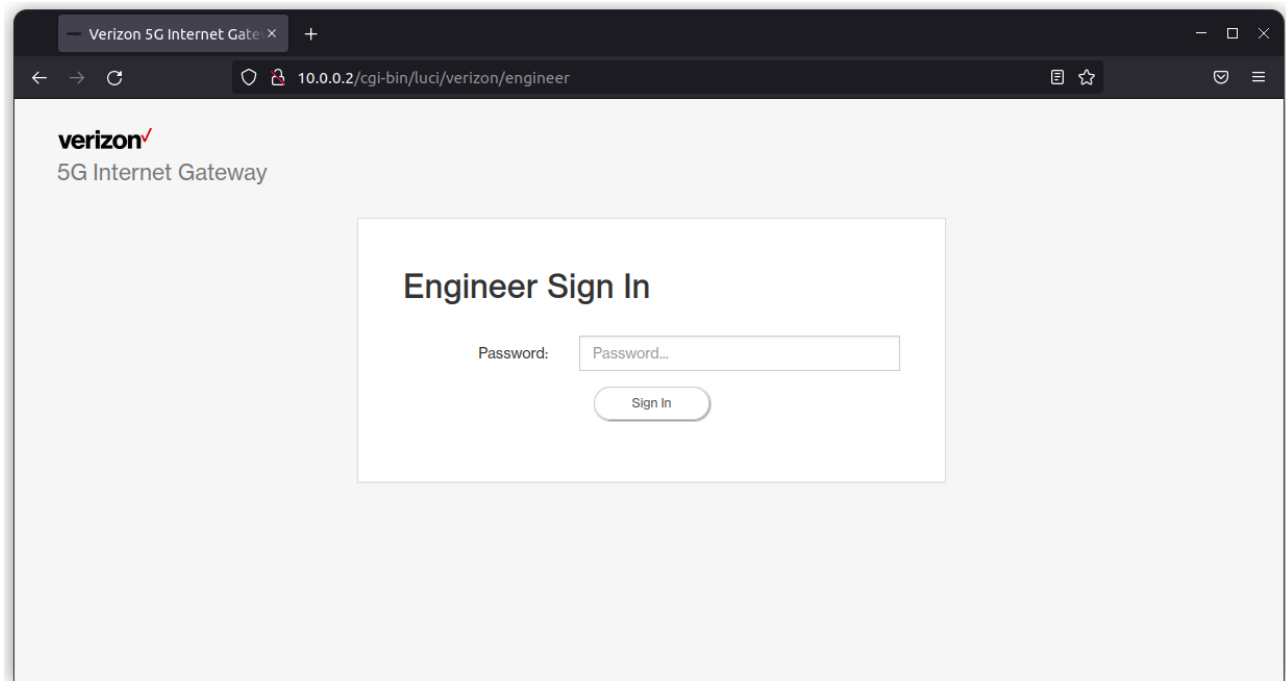 Verizon 5G Internet Gate
10.0.0.2/cgi-bin/luci/verizon/engineer
verizon
5G Internet Gateway
Engineer Sign In
Password:
Password...
Sign In